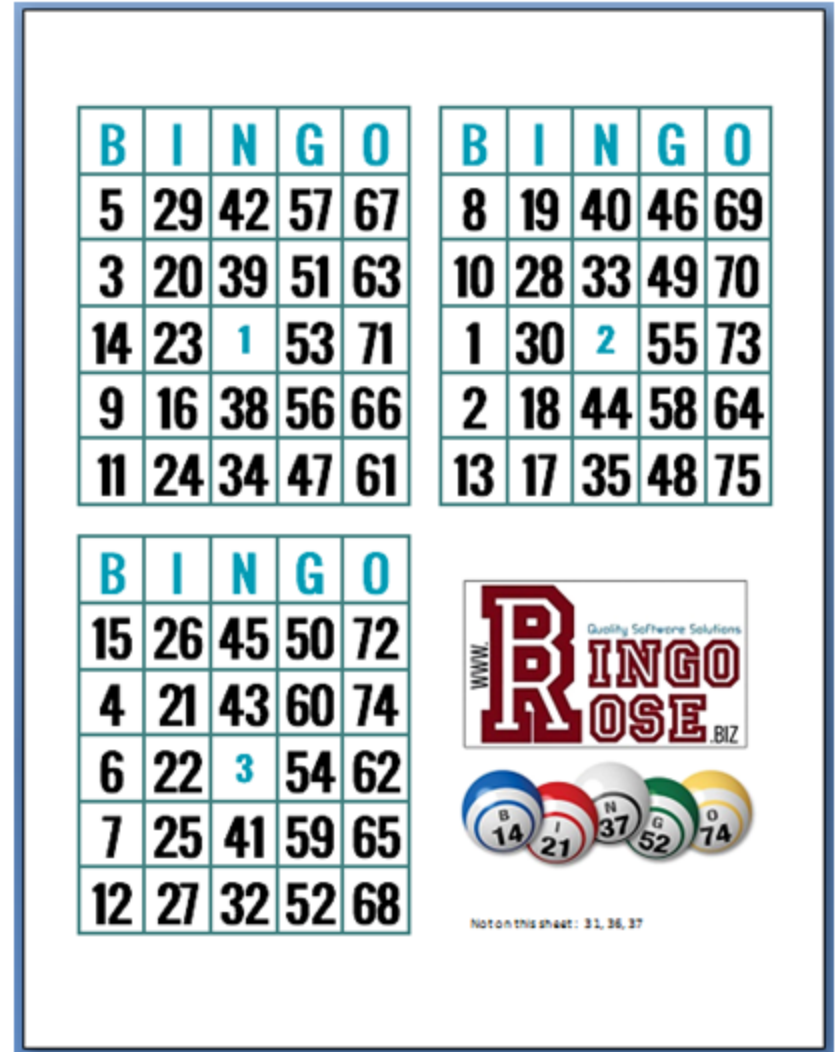 B I N G O
5 29 42 57 67
3 20 39 51 63
14 23 1 53 71
9 16 38 56 66
11 24 34 47 61
B I N G O
8 19 40 46 69
10 28 33 49 70
1 30 2 55 73
2 18 44 58 64
13 17 35 48 75
B I N G O
15 26 45 50 72
4 21 43 60 74
6 22 3 54 62
7 25 41 59 65
12 27 32 52 68
Quality Software Solutions
WWW.
BINGO
ROSE.BIZ
B I N G O
14 21 37 52 74
Not on this sheet: 31, 36, 37